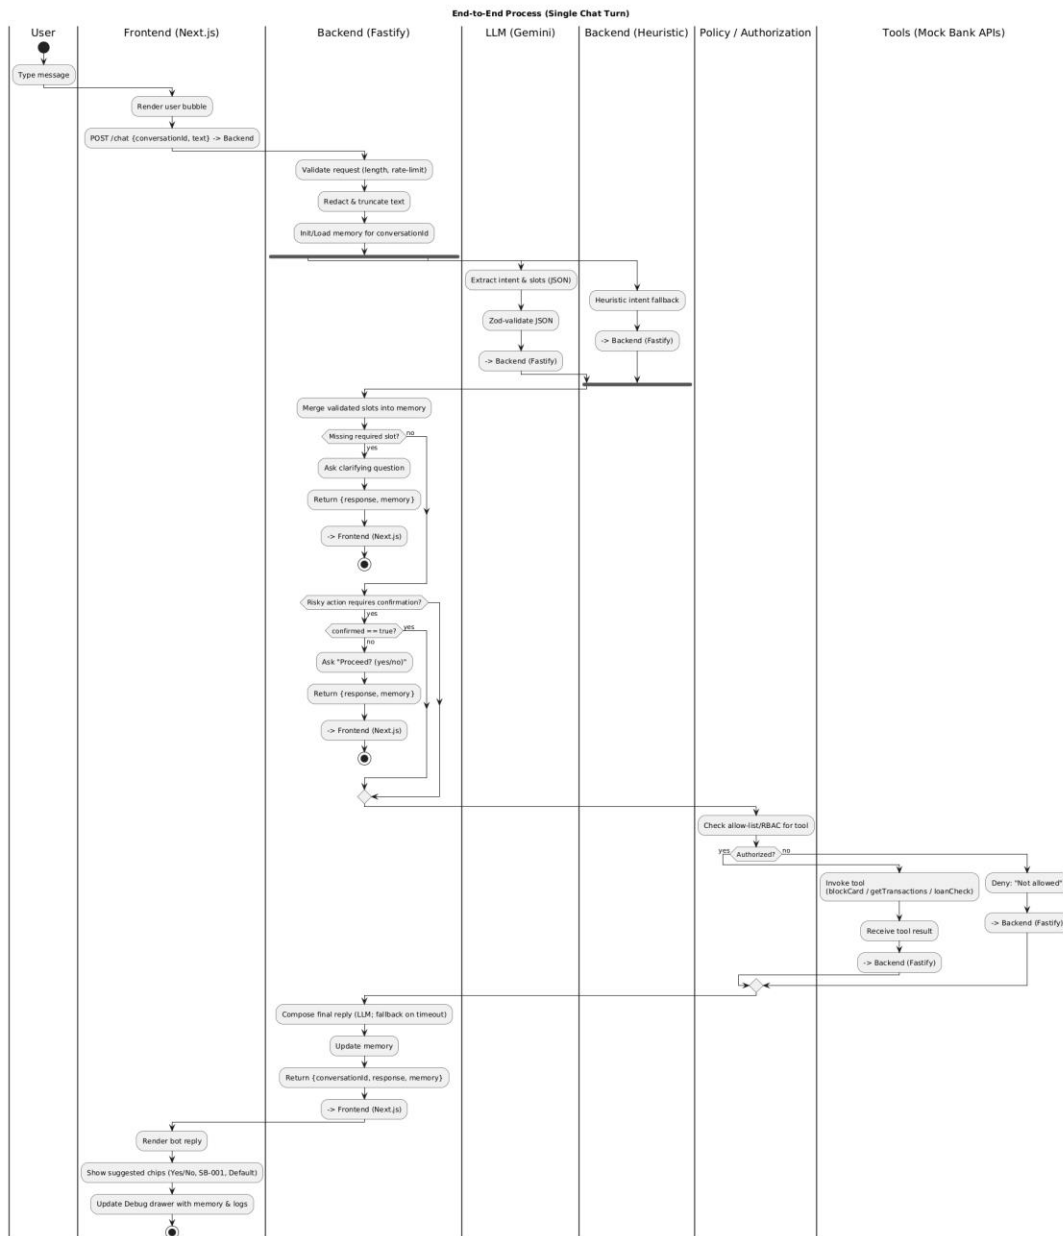 End-to-End Process (Single Chat Turn)
User
Frontend (Next.js)
Backend (Fastify)
LLM (Gemini)
Backend (Heuristic)
Policy / Authorization
Tools (Mock Bank APIs)
Type message
Render user bubble
POST /chat {conversationId, text} -> Backend
Validate request (length, rate-limit)
Redact & truncate text
Init/Load memory for conversationId
Extract intent & slots (JSON)
Zod-validate JSON
-> Backend (Fastify)
Heuristic intent fallback
-> Backend (Fastify)
Merge validated slots into memory
Missing required slot?
no
yes
Ask clarifying question
Return {response, memory}
-> Frontend (Next.js)
Risky action requires confirmation?
yes
confirmed == true?
yes
no
Ask "Proceed? (yes/no)"
Return {response, memory}
-> Frontend (Next.js)
Check allow-list/RBAC for tool
yes
Authorized?
no
Invoke tool
(blockCard / getTransactions / loanCheck)
Receive tool result
-> Backend (Fastify)
Deny: "Not allowed"
-> Backend (Fastify)
Compose final reply (LLM; fallback on timeout)
Update memory
Return {conversationId, response, memory}
-> Frontend (Next.js)
Render bot reply
Show suggested chips (Yes/No, SB-001, Default)
Update Debug drawer with memory & logs